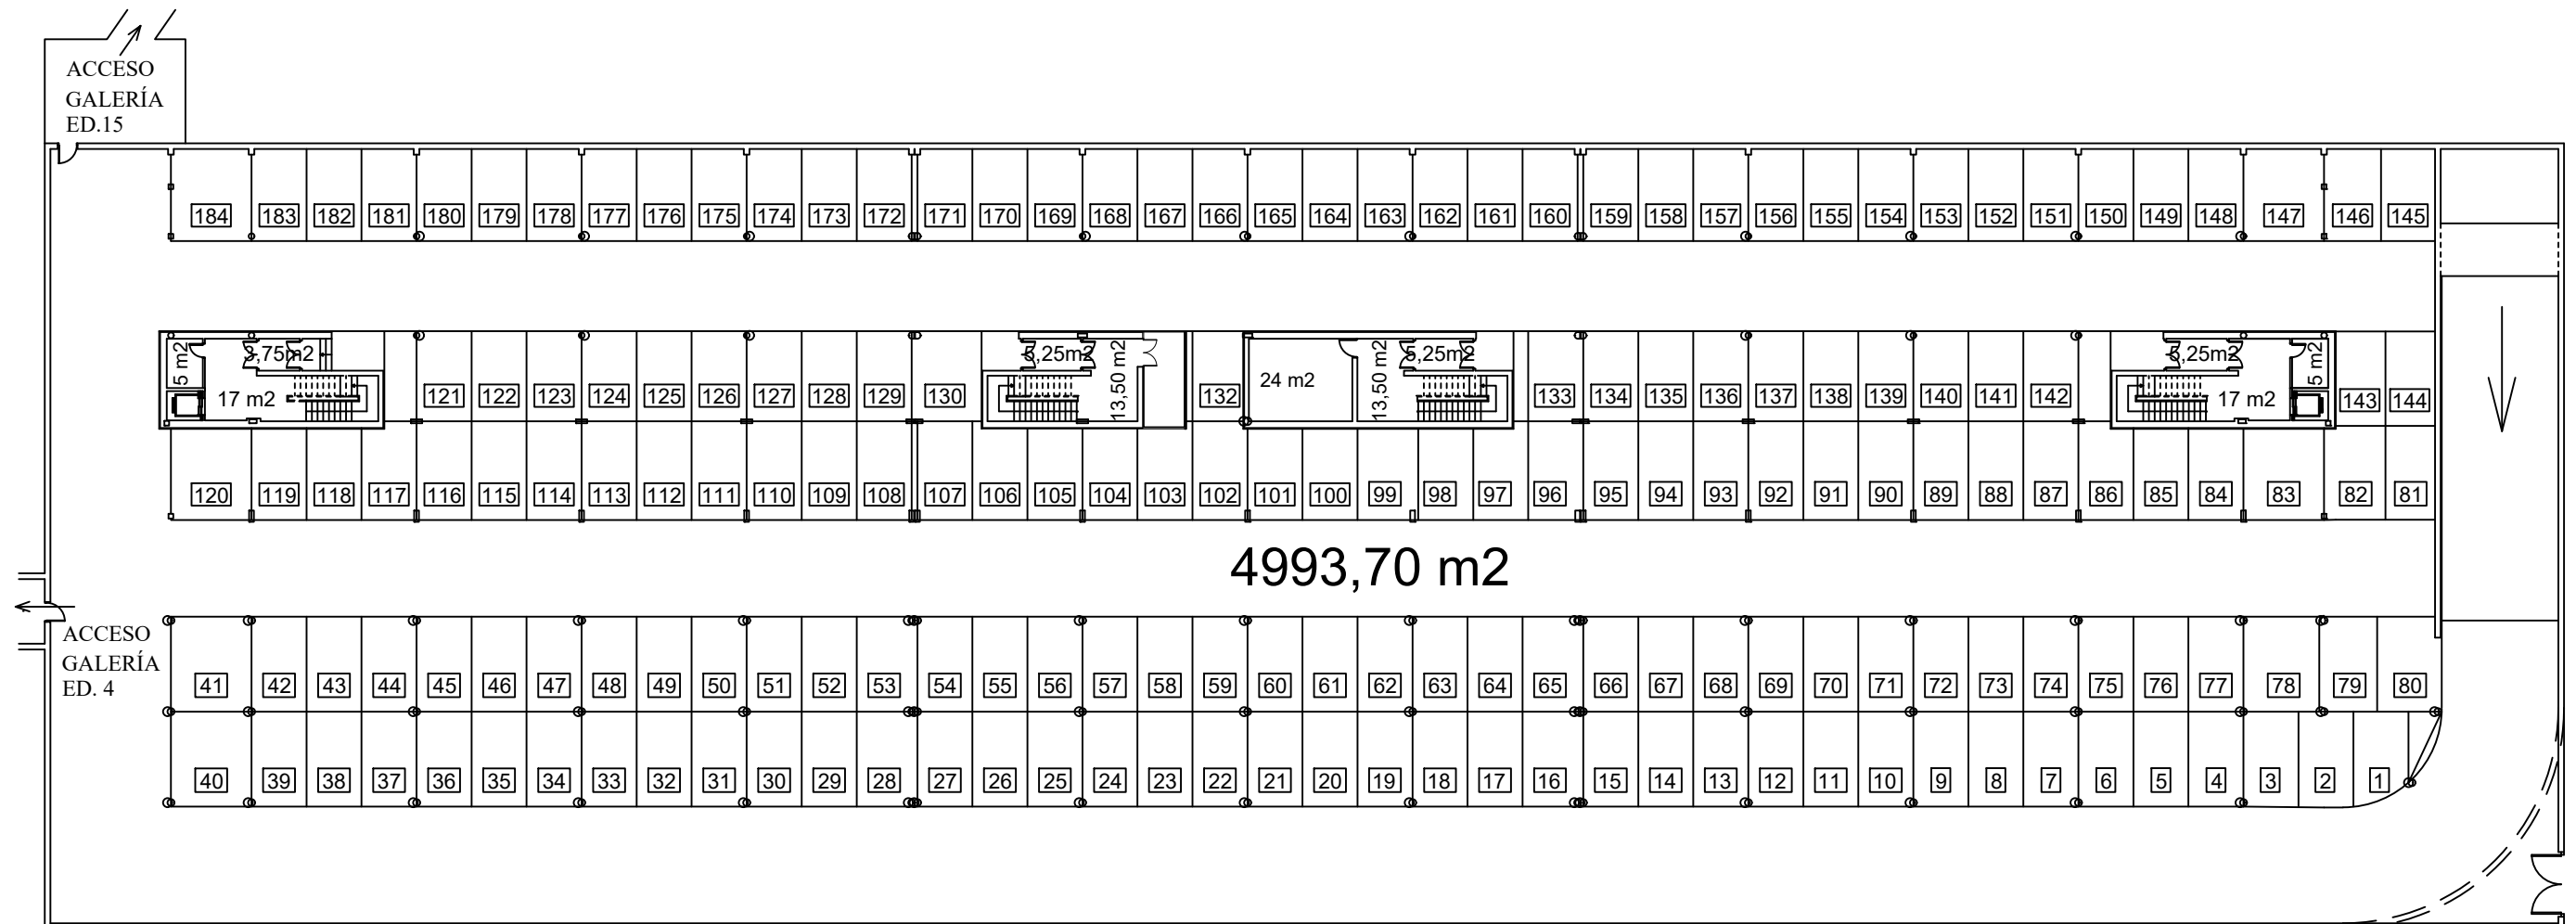 ACCESO
GALERÍA
ED.15
184 183 182 181 180 179 178 177 176 175 174 173 172 171 170 169 168 167 166 165 164 163 162 161 160 159 158 157 156 155 154 153 152 151 150 149 148 147 146 145
5 m2 3,75m2 5,25m2 13,50 m2 13,50 m2 5,25m2 5,25m2 5 m2
17 m2 121 122 123 124 125 126 127 128 129 130 132 24 m2 133 134 135 136 137 138 139 140 141 142 17 m2 143 144
120 119 118 117 116 115 114 113 112 111 110 109 108 107 106 105 104 103 102 101 100 99 98 97 96 95 94 93 92 91 90 89 88 87 86 85 84 83 82 81
4993,70 m2
ACCESO
GALERÍA
ED. 4
41 42 43 44 45 46 47 48 49 50 51 52 53 54 55 56 57 58 59 60 61 62 63 64 65 66 67 68 69 70 71 72 73 74 75 76 77 78 79 80
40 39 38 37 36 35 34 33 32 31 30 29 28 27 26 25 24 23 22 21 20 19 18 17 16 15 14 13 12 11 10 9 8 7 6 5 4 3 2 1